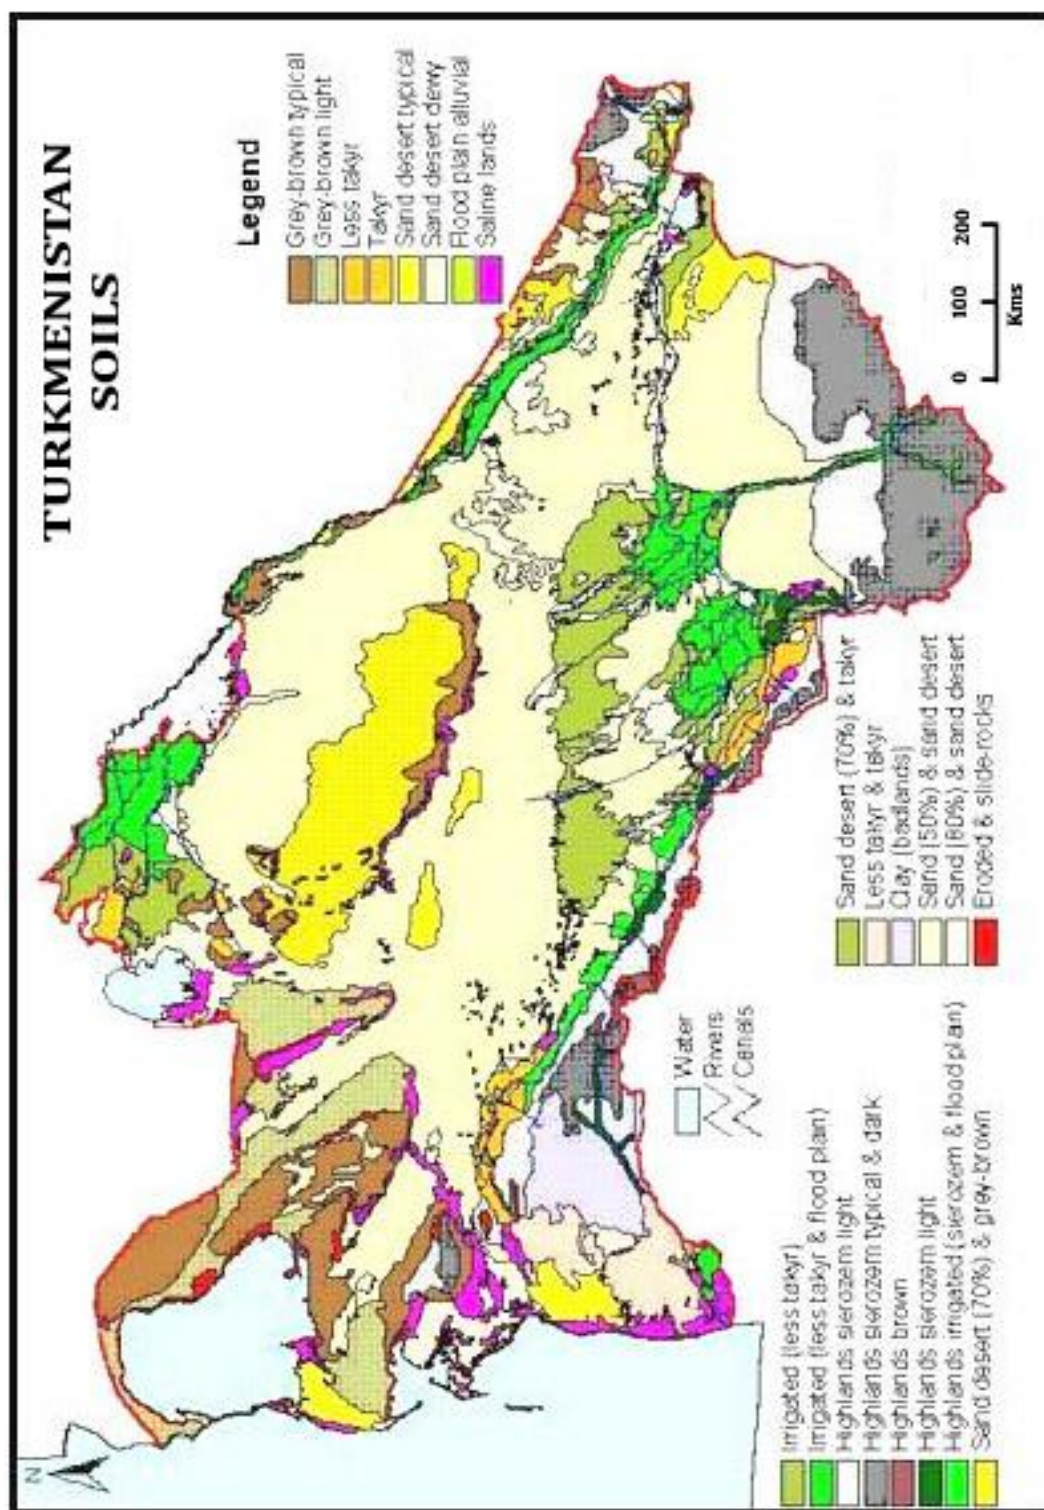 TURKMENISTAN
SOILS
Legend
Grey-brown typical
Grey-brown light
Less takyr
Takyr
Sand desert typical
Sand desert dewy
Flood plain alluvial
Saline lands
0 100 200
Kms
Sand desert (70%) & takyr
Less takyr & takyr
Clay (badlands)
Sand (50%) & sand desert
Sand (60%) & sand desert
Eroded & slide-rocks
Water
Rivers
Canals
Irrigated (less takyr)
Irrigated (less takyr & flood plan)
Highlands sierozem light
Highlands sierozem typical & dark
Highlands brown
Highlands sierozem light
Highlands irrigated (sierozem & floodplan)
Sand desert (70%) & grey-brown
N